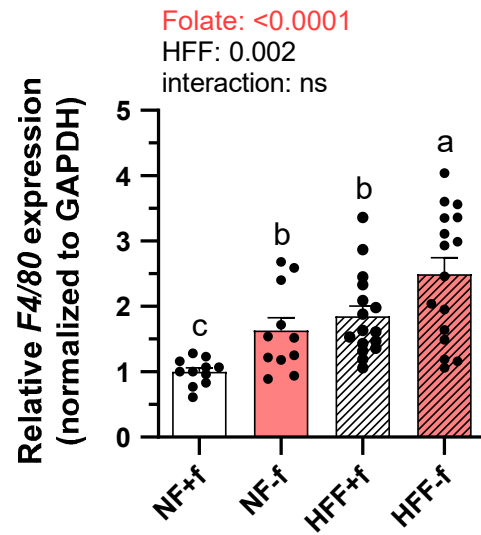 Folate: <0.0001
HFF: 0.002
interaction: ns
Relative F4/80 expression
(normalized to GAPDH)
5
4
3
2
1
0
c
b
b
a
NF+f
NF-f
HFF+f
HFF-f